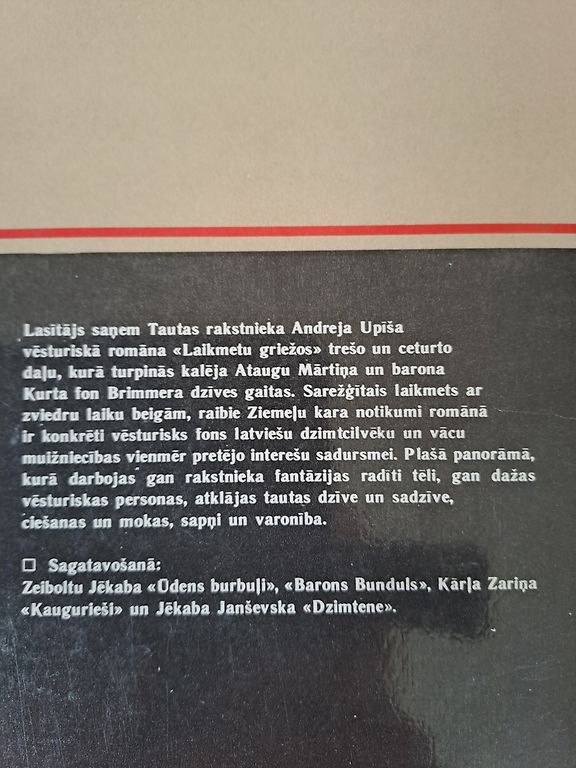 Lasītājs saņem Tautas rakstnieka Andreja Upīša
vēsturiskā romāna «Laikmetu griežos» trešo un ceturto
daļu, kurā turpinās kalēja Ataugu Mārtiņa un barona
Kurta fon Brimmera dzīves gaitas. Sarežģītais laikmets ar
zviedru laiku beigām, raibie Ziemeļu kara notikumi romānā
ir konkrēti vēsturisks fons latviešu dzimtcilvēku un vācu
muižniecības vienmēr pretējo interešu sadursmei. Plašā panorāmā,
kurā darbojas gan rakstnieka fantāzijas radīti tēli, gan dažas
vēsturiskas personas, atklājas tautas dzīve un sadzīve,
ciešanas un mokas, sapņi un varonība.
☐ Sagatavošanā:
Zeiboltu Jēkaba «Ūdens burbuļi», «Barons Bunduls», Kārļa Zariņa
«Kaugurieši» un Jēkaba Janševska «Dzimtene».